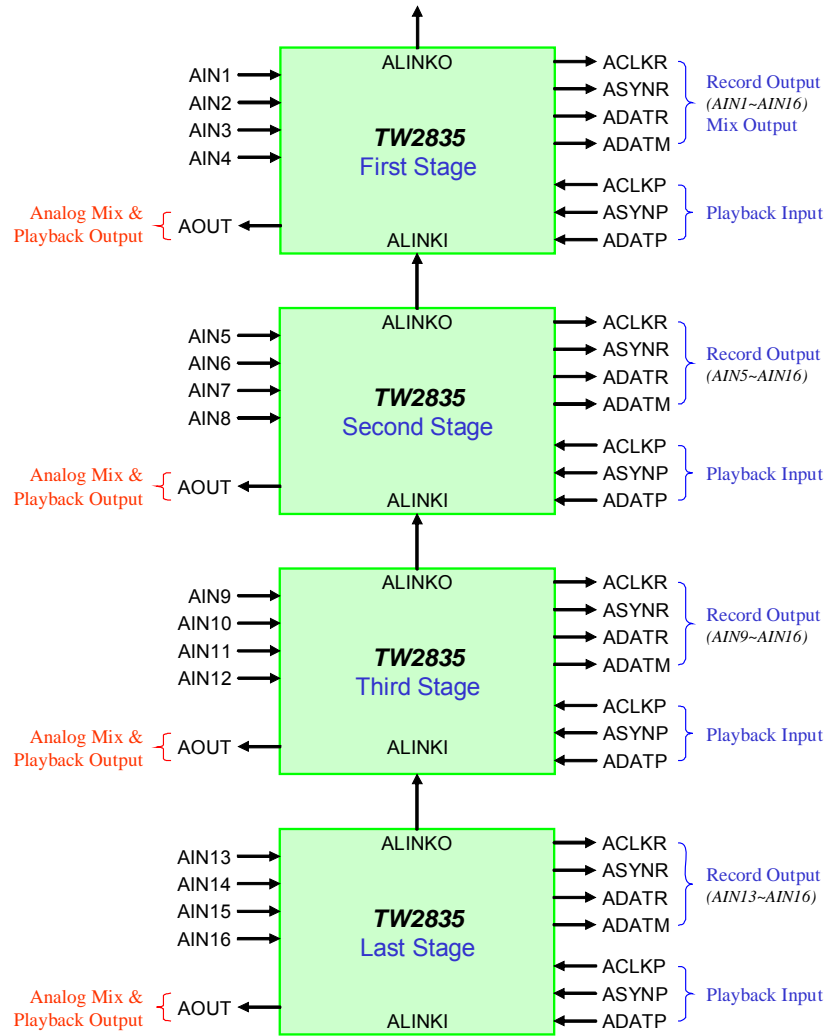 ALINKO
AIN1
AIN2
AIN3
AIN4
TW2835
First Stage
ACLKR
ASYNR
ADATR
ADATM
Record Output
(AIN1~AIN16)
Mix Output
ACLKP
ASYNP
ADATP
Playback Input
Analog Mix &
Playback Output
AOUT
ALINKI
ALINKO
AIN5
AIN6
AIN7
AIN8
TW2835
Second Stage
ACLKR
ASYNR
ADATR
ADATM
Record Output
(AIN5~AIN16)
ACLKP
ASYNP
ADATP
Playback Input
Analog Mix &
Playback Output
AOUT
ALINKI
ALINKO
AIN9
AIN10
AIN11
AIN12
TW2835
Third Stage
ACLKR
ASYNR
ADATR
ADATM
Record Output
(AIN9~AIN16)
ACLKP
ASYNP
ADATP
Playback Input
Analog Mix &
Playback Output
AOUT
ALINKI
ALINKO
AIN13
AIN14
AIN15
AIN16
TW2835
Last Stage
ACLKR
ASYNR
ADATR
ADATM
Record Output
(AIN13~AIN16)
ACLKP
ASYNP
ADATP
Playback Input
Analog Mix &
Playback Output
AOUT
ALINKI